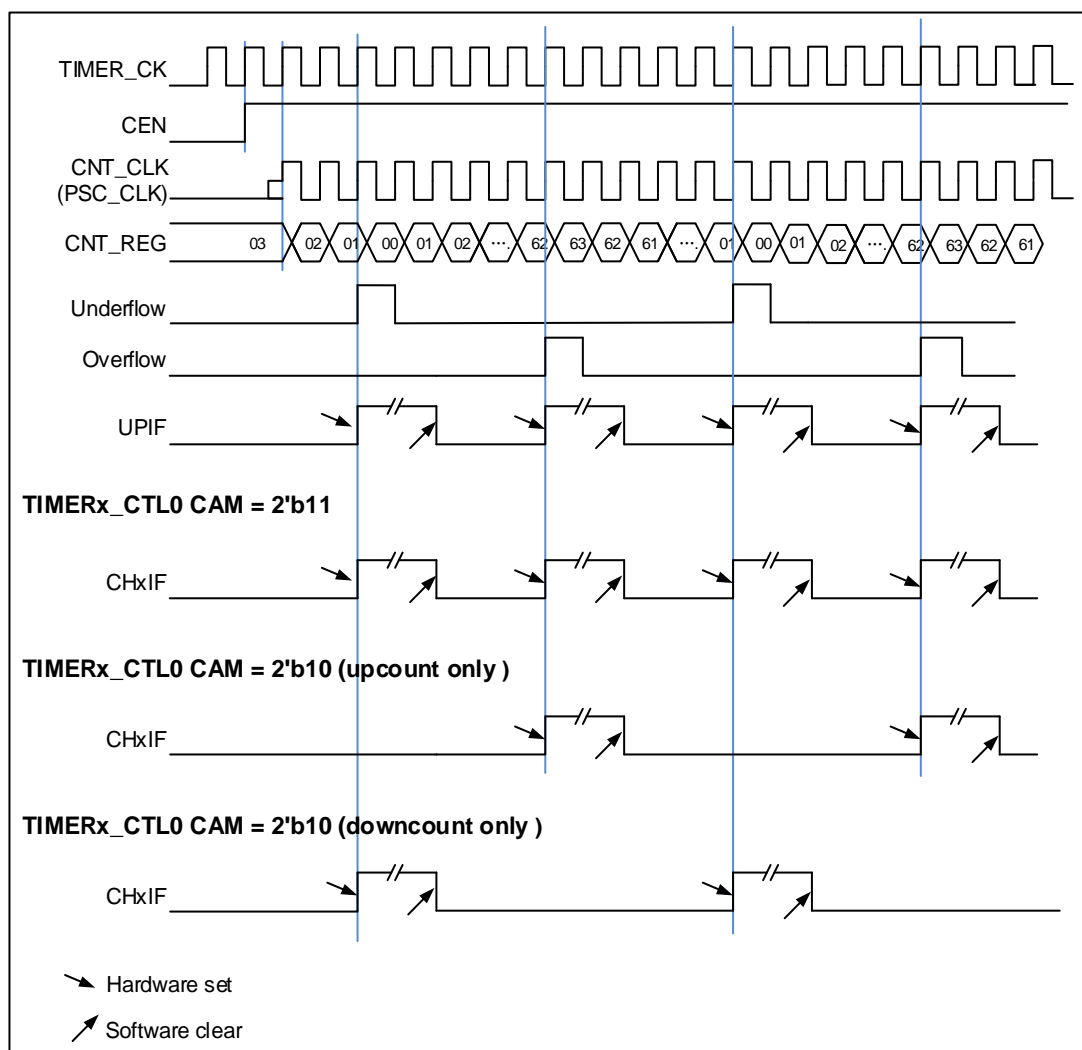 TIMER_CK
CEN
CNT_CLK
(PSC_CLK)
CNT_REG 03 02 01 00 01 02 .... 62 63 62 61 .... 01 00 01 02 .... 62 63 62 61
Underflow
Overflow
UPIF
TIMERx_CTL0 CAM = 2'b11
CHxIF
TIMERx_CTL0 CAM = 2'b10 (upcount only )
CHxIF
TIMERx_CTL0 CAM = 2'b10 (downcount only )
CHxIF
Hardware set
Software clear